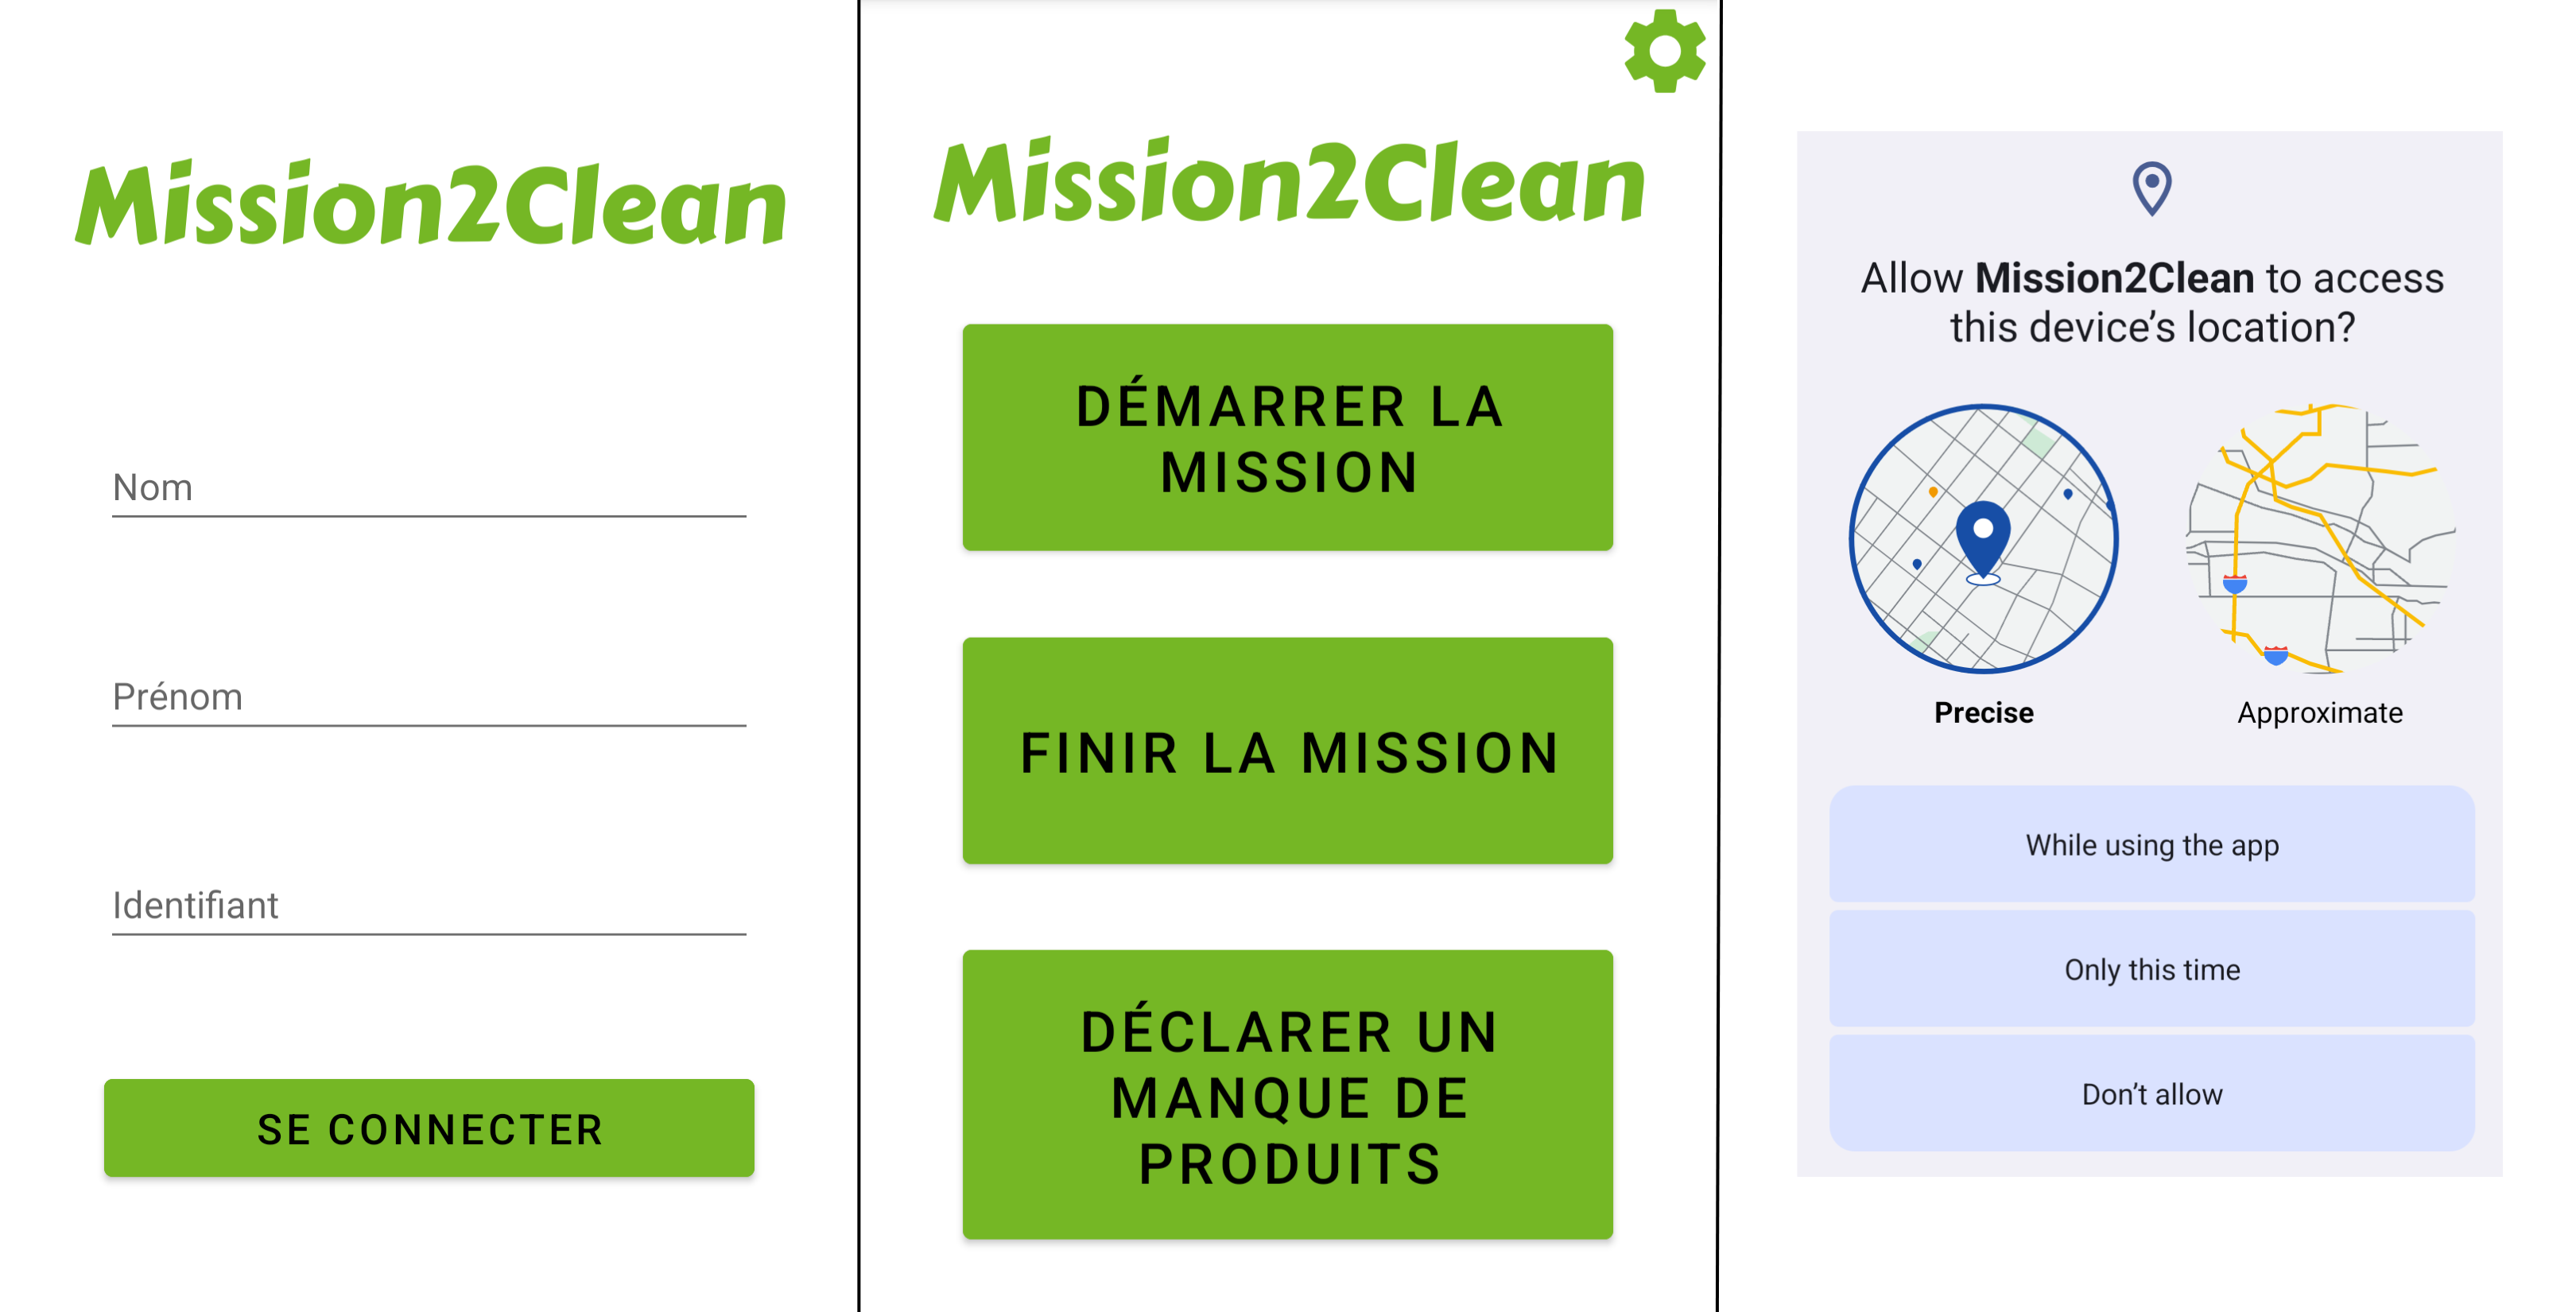 Mission2Clean
Nom
Prénom
Identifiant
SE CONNECTER
Mission2Clean
DÉMARRER LA
MISSION
FINIR LA MISSION
DÉCLARER UN
MANQUE DE
PRODUITS
Allow Mission2Clean to access
this device’s location?
Precise
Approximate
While using the app
Only this time
Don’t allow